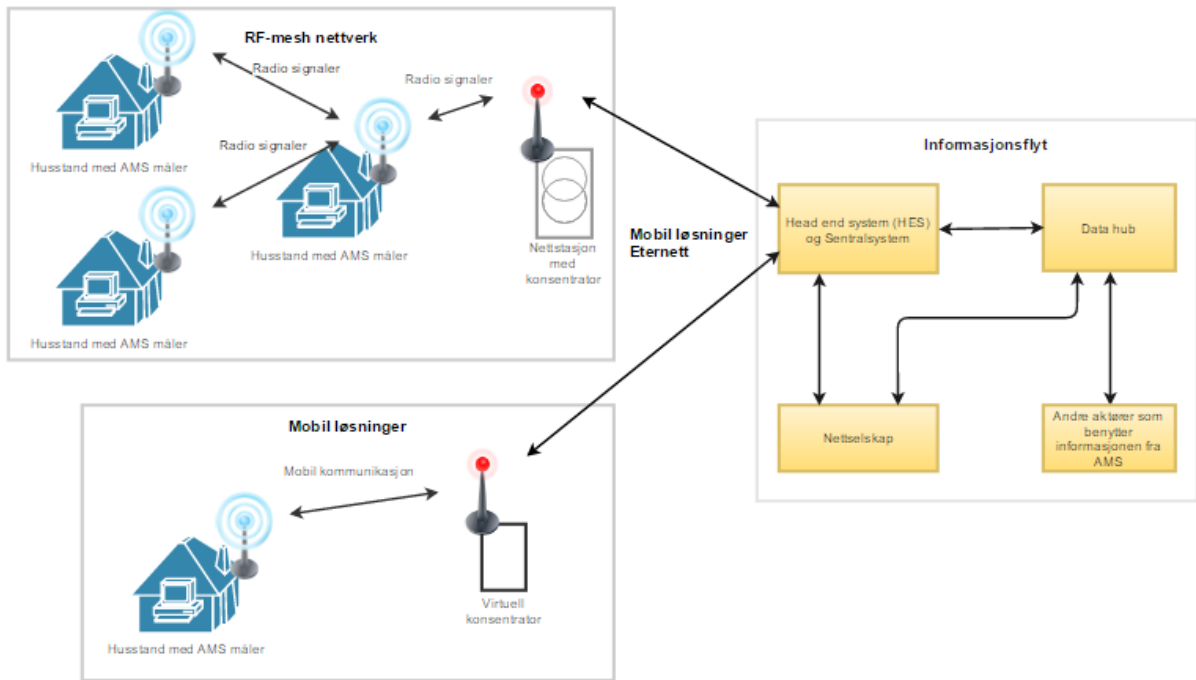 RF-mesh nettverk
Radio signaler
Radio signaler
Husstand med AMS måler
Radio signaler
Husstand med AMS måler
Nettstasjon
med
konsentrator
Husstand med AMS måler
Mobil løsninger
Eternett
Informasjonsflyt
Head end system (HES)
og Sentralsystem
Data hub
Nettselskap
Andre aktører som
benytter
informasjonen fra
AMS
Mobil løsninger
Mobil kommunikasjon
Husstand med AMS måler
Virtuell
konsentrator